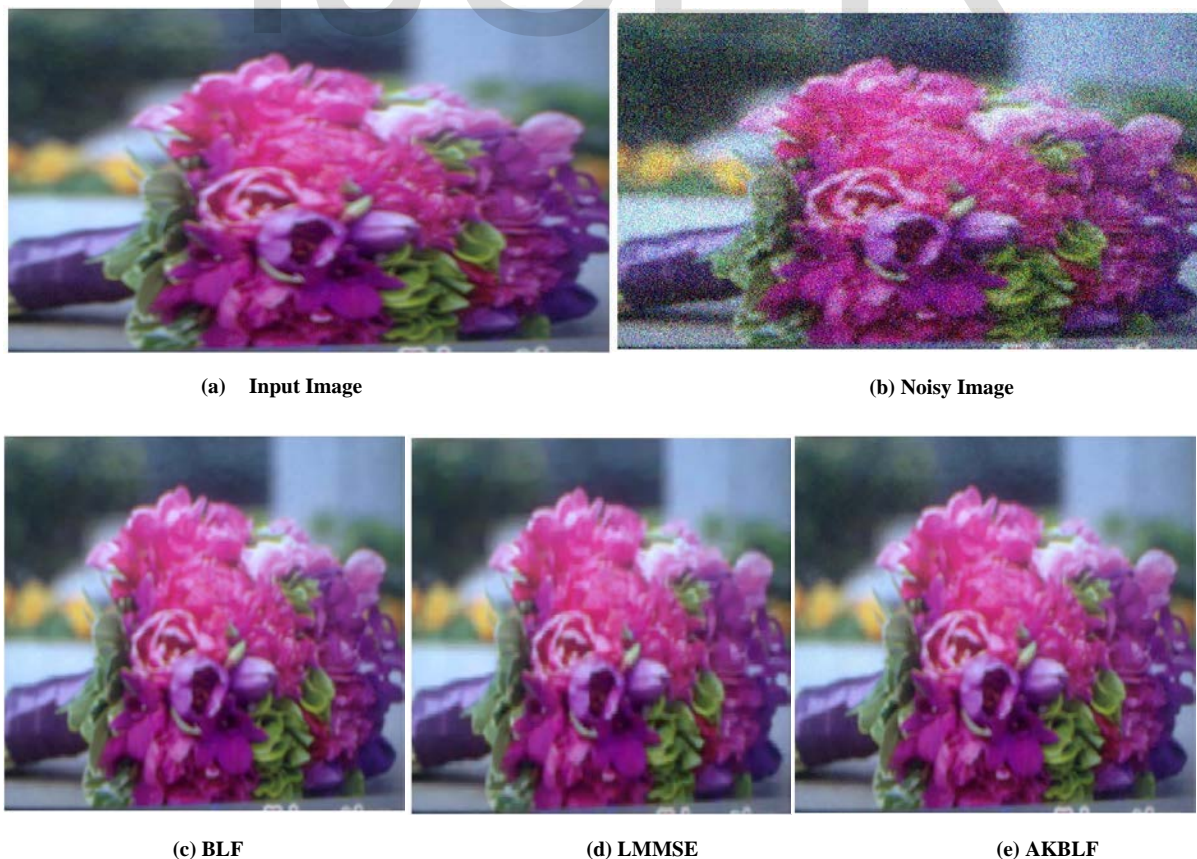 (a) Input Image
(b) Noisy Image
(c) BLF
(d) LMMSE
(e) AKBLF